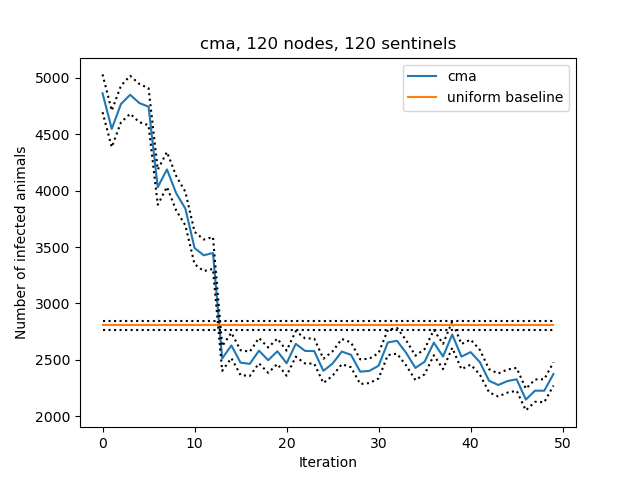 cma, 120 nodes, 120 sentinels
cma
uniform baseline
Number of infected animals
5000
4500
4000
3500
3000
2500
2000
0 10 20 30 40 50
Iteration